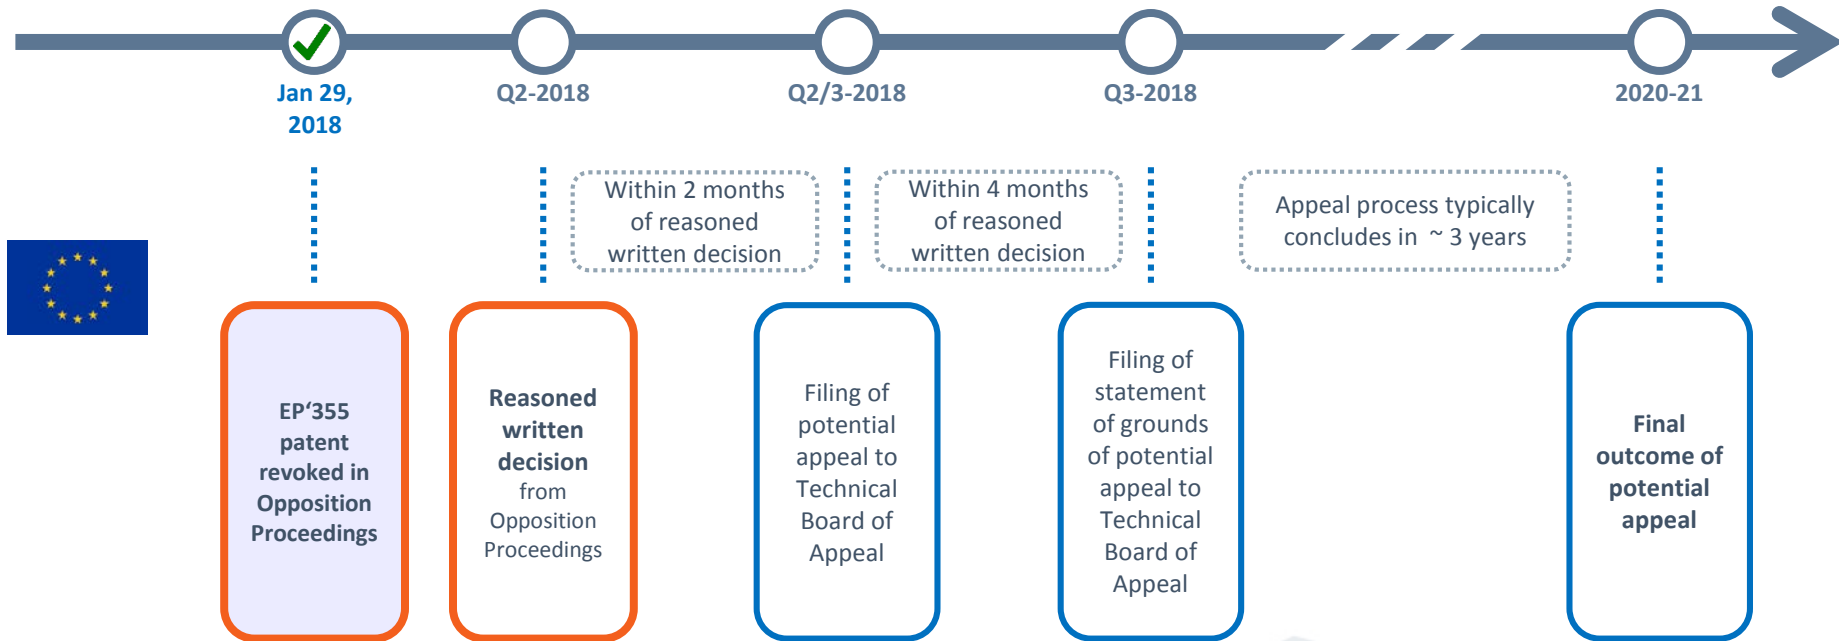 Jan 29,
2018
Q2-2018
Q2/3-2018
Q3-2018
2020-21
Within 2 months
of reasoned
written decision
Within 4 months
of reasoned
written decision
Appeal process typically
concludes in ~ 3 years
EP‘355
patent
revoked in
Opposition
Proceedings
Reasoned
written
decision
from
Opposition
Proceedings
Filing of
potential
appeal to
Technical
Board of
Appeal
Filing of
statement
of grounds
of potential
appeal to
Technical
Board of
Appeal
Final
outcome of
potential
appeal